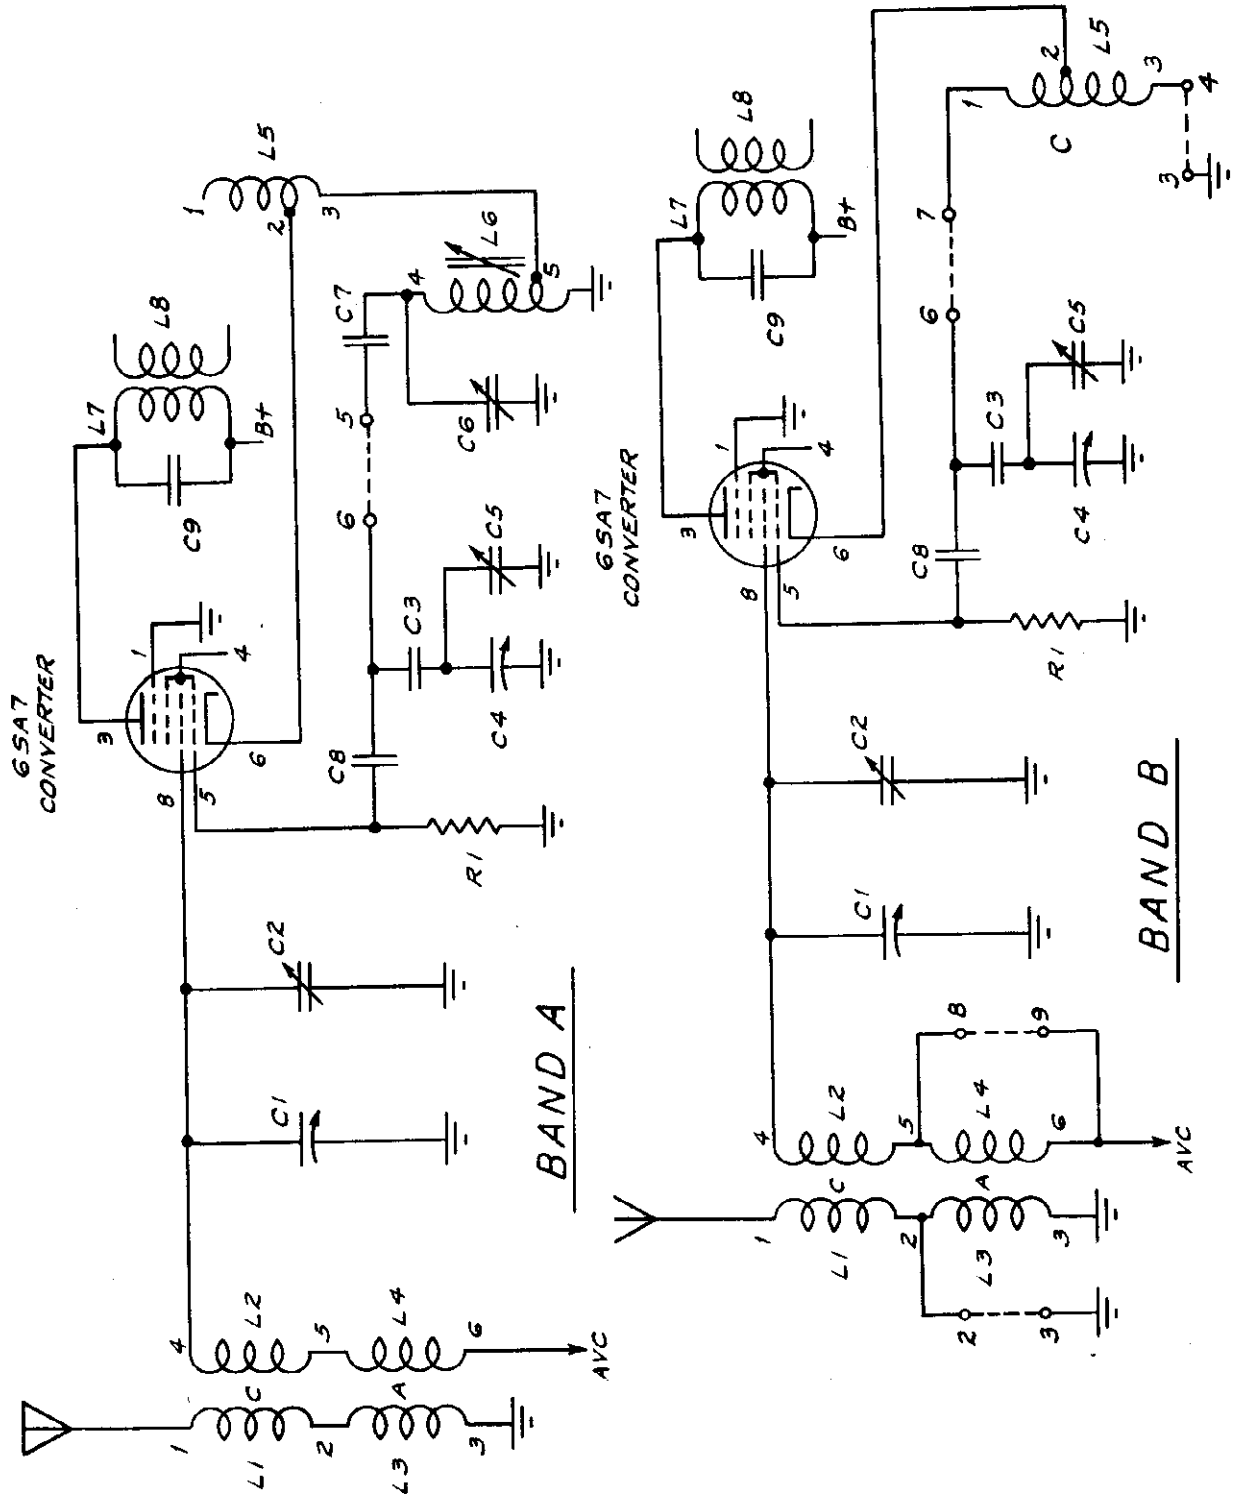 6SA7
CONVERTER
3
1
8
5
4
6
L7
L8
C9
B+
1
L5
2
3
C7
4
L6
5
C6
5
6
C8
C3
C5
C4
R1
C2
C1
4
L2
5
L4
6
AVC
1
C
L1
2
A
L3
3
BAND A
6SA7
CONVERTER
3
1
8
5
4
6
L7
L8
C9
B+
2
L5
1
C
3
3
4
7
6
C8
C3
C5
C4
R1
C2
C1
4
L2
5
8
9
L4
6
AVC
1
C
L1
2
A
L3
3
2
3
BAND B